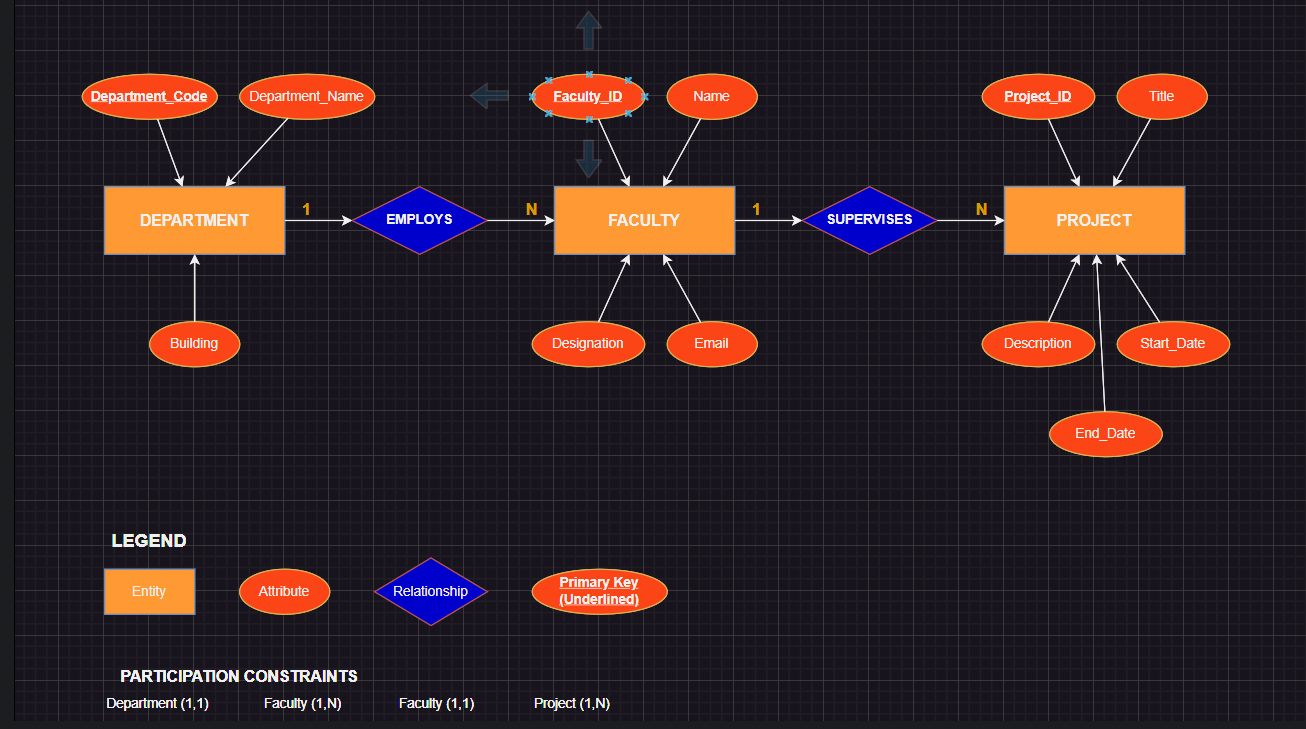 Department_Code Department_Name Faculty_ID Name Project_ID Title
DEPARTMENT 1 EMPLOYS N FACULTY 1 SUPERVISES N PROJECT
Building Designation Email Description Start_Date
End_Date
LEGEND
Entity Attribute Relationship Primary Key
(Underlined)
PARTICIPATION CONSTRAINTS
Department (1,1) Faculty (1,N) Faculty (1,1) Project (1,N)